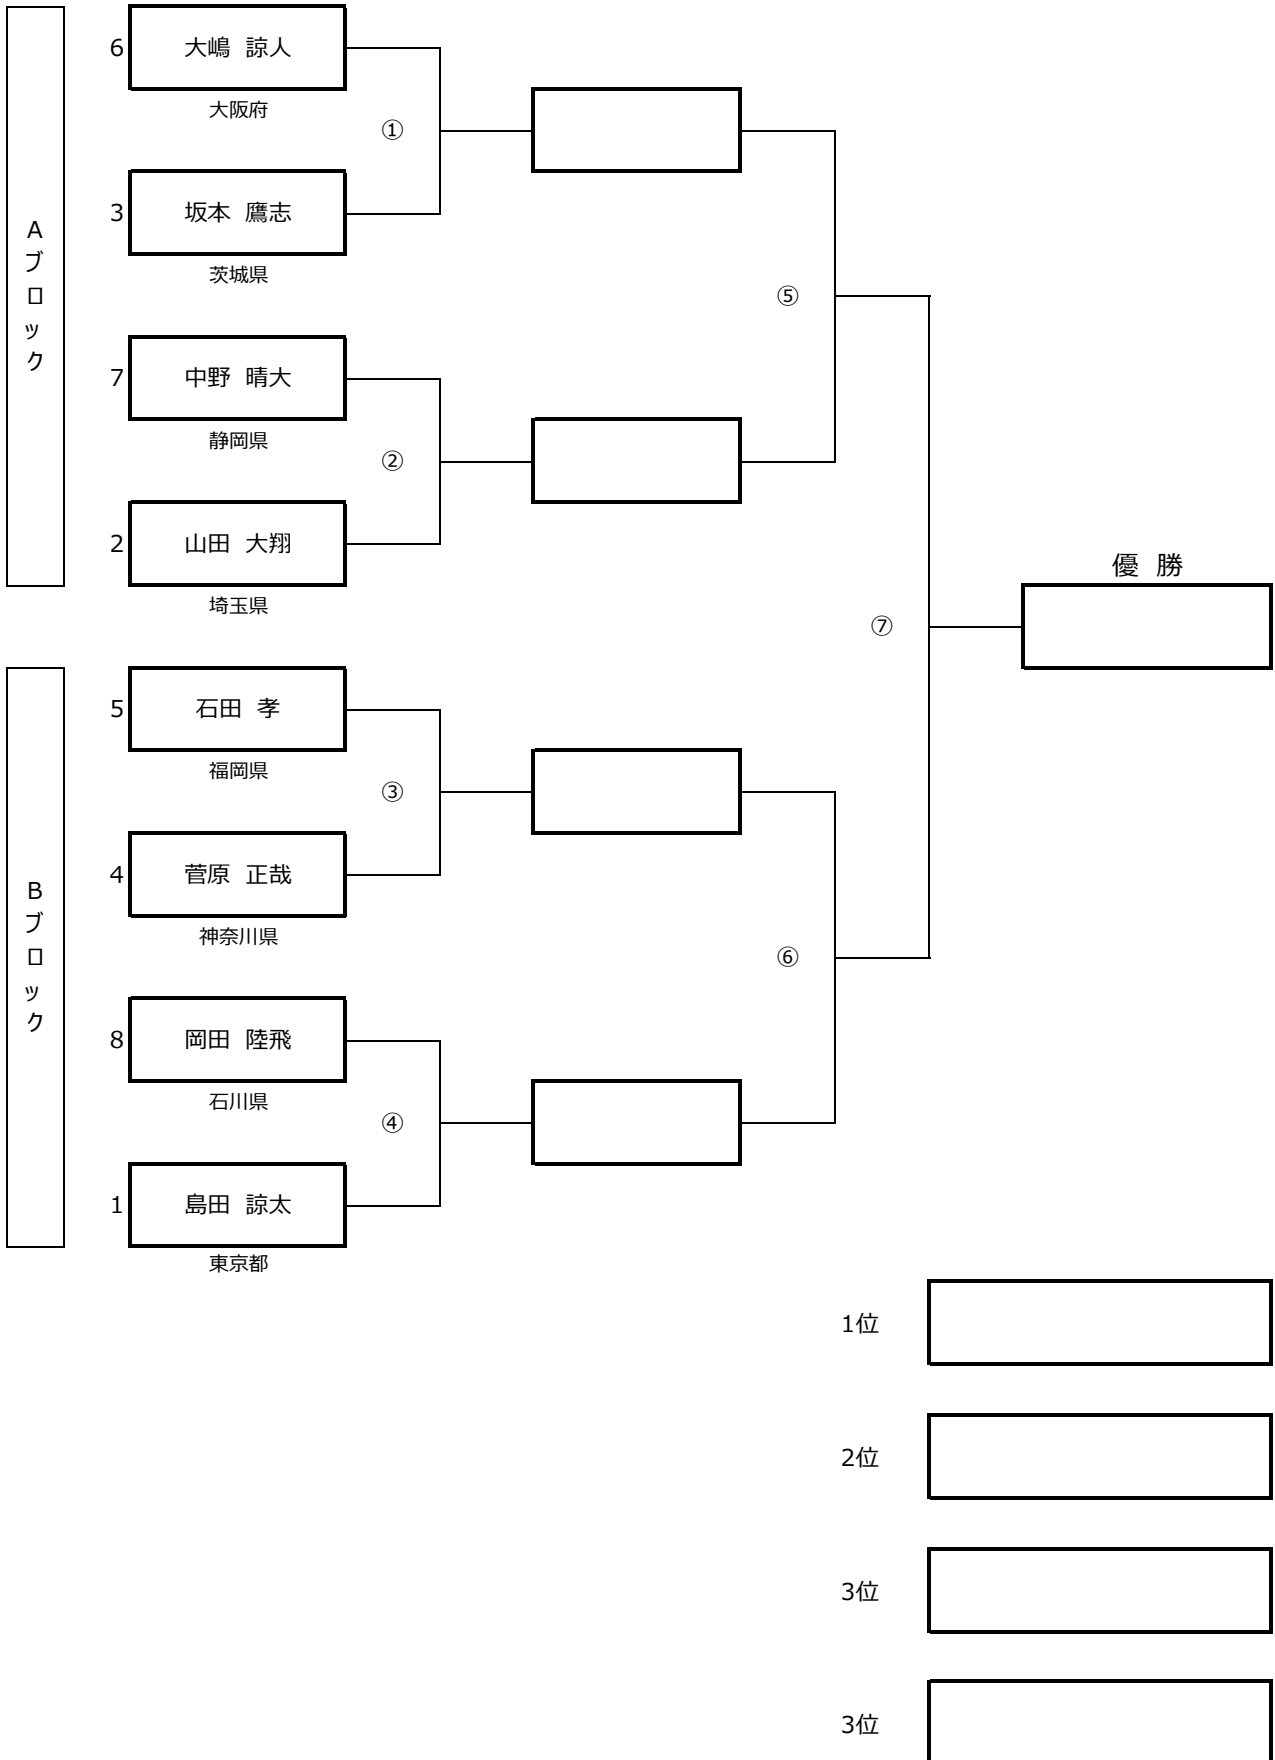 Aブロック
6
大嶋 諒人
大阪府
①
3
坂本 鷹志
茨城県
⑤
7
中野 晴大
静岡県
②
2
山田 大翔
埼玉県
優 勝
⑦
Bブロック
5
石田 孝
福岡県
③
4
菅原 正哉
神奈川県
⑥
8
岡田 陸飛
石川県
④
1
島田 諒太
東京都
1位
2位
3位
3位